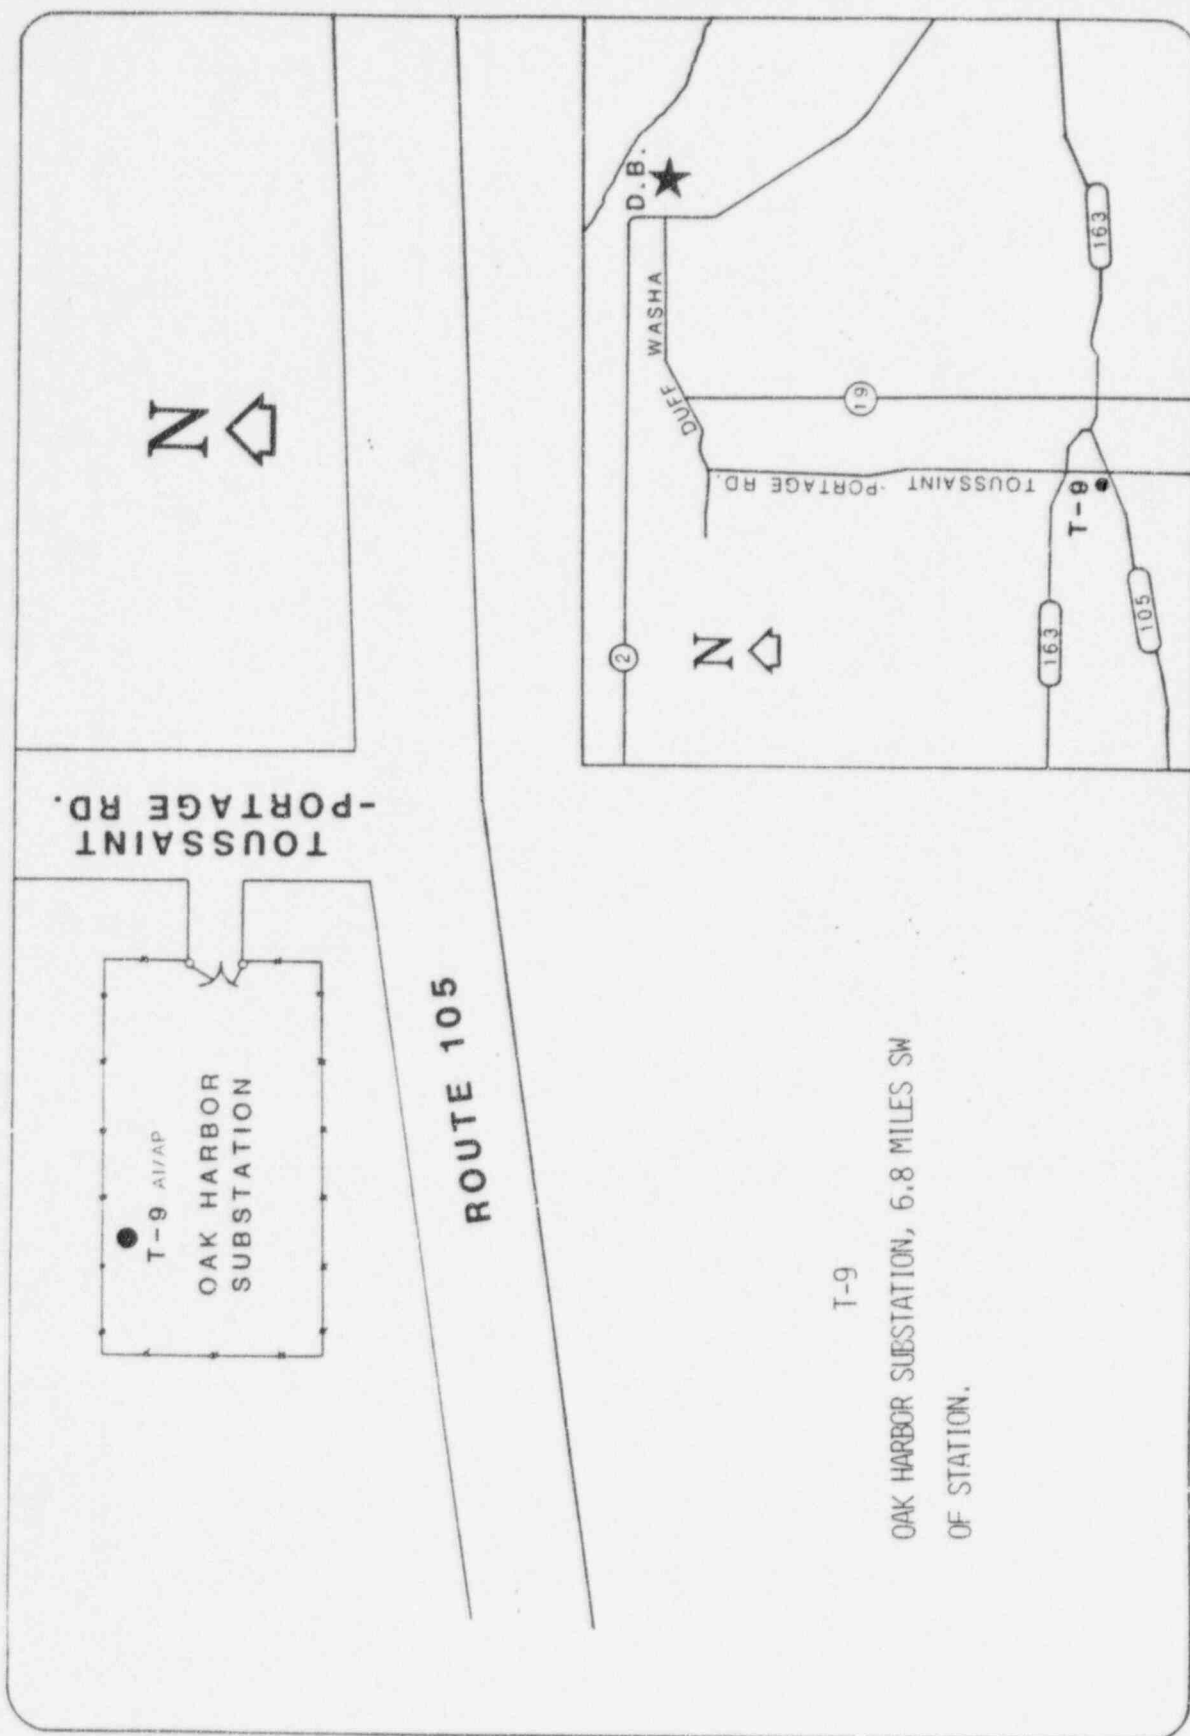 N
TOUSSAINT
-PORTAGE RD.
T-9 AI/AP
OAK HARBOR
SUBSTATION
ROUTE 105
T-9
OAK HARBOR SUBSTATION, 6.8 MILES SW
OF STATION.
D.B.
2
DUFF WASHA
N
19
TOUSSAINT -PORTAGE RD.
163
163
T-9
105